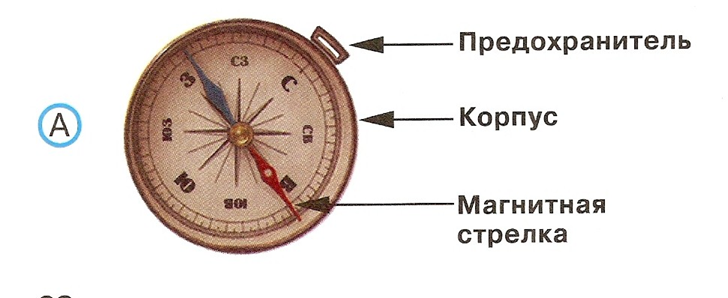 Предохранитель
Корпус
Магнитная
стрелка
А
СЗ
З
С
ЮЗ
СВ
Ю
ЮВ
В